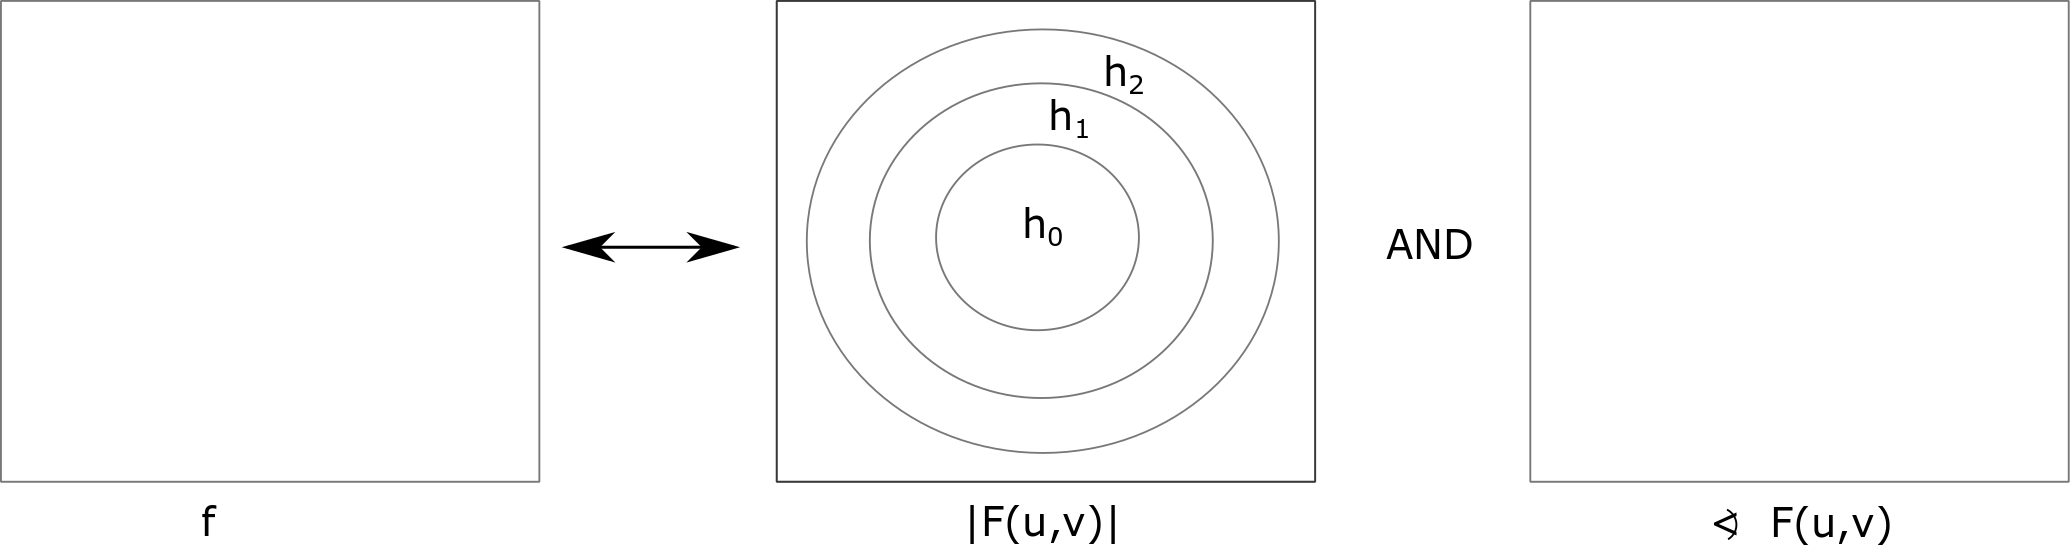 h₂
h₁
h₀
AND
f
|F(u,v)|
∢ F(u,v)